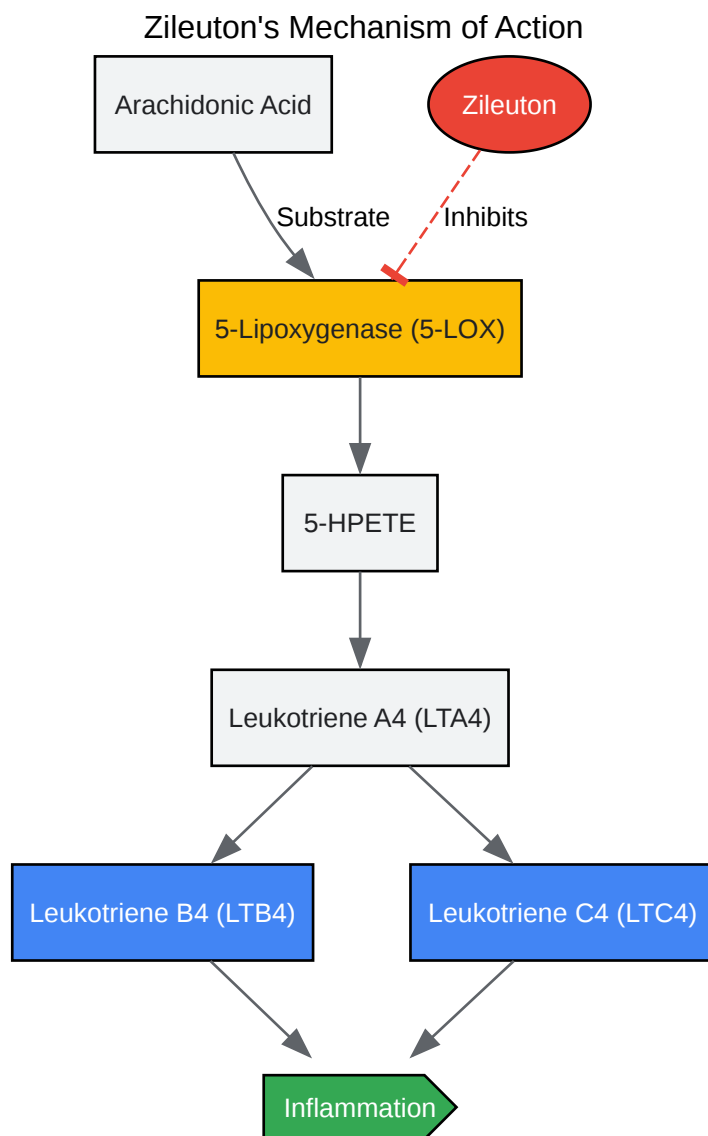 Zileuton's Mechanism of Action
Arachidonic Acid
Zileuton
Substrate
Inhibits
5-Lipoxygenase (5-LOX)
5-HPETE
Leukotriene A4 (LTA4)
Leukotriene B4 (LTB4)
Leukotriene C4 (LTC4)
Inflammation